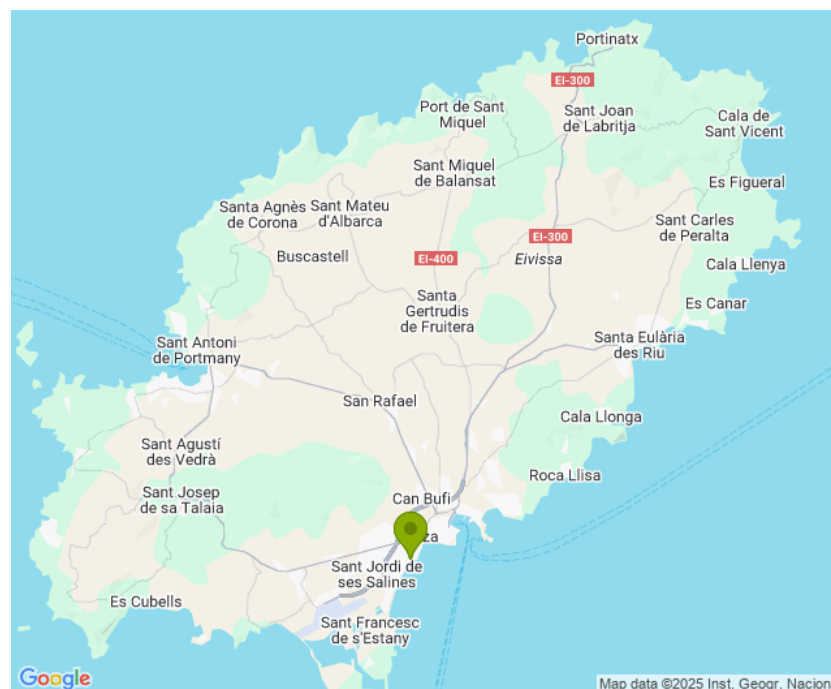 Portinatx
EI-300
Port de Sant
Miquel
Sant Joan
de Labritja
Cala de
Sant Vicent
Sant Miquel
de Balansat
Es Figueral
Santa Agnès
de Corona
Sant Mateu
d'Albarca
Sant Carles
de Peralta
EI-300
Buscastell
EI-400
Eivissa
Cala Llenya
Santa
Gertrudis
de Fruitera
Es Canar
Sant Antoni
de Portmany
Santa Eulària
des Riu
San Rafael
Cala Llonga
Sant Agustí
des Vedrà
Roca Llisa
Sant Josep
de sa Talaia
Can Bufi
za
Sant Jordi de
ses Salines
Es Cubells
Sant Francesc
de s'Estany
Google
Map data ©2025 Inst. Geogr. Nacion